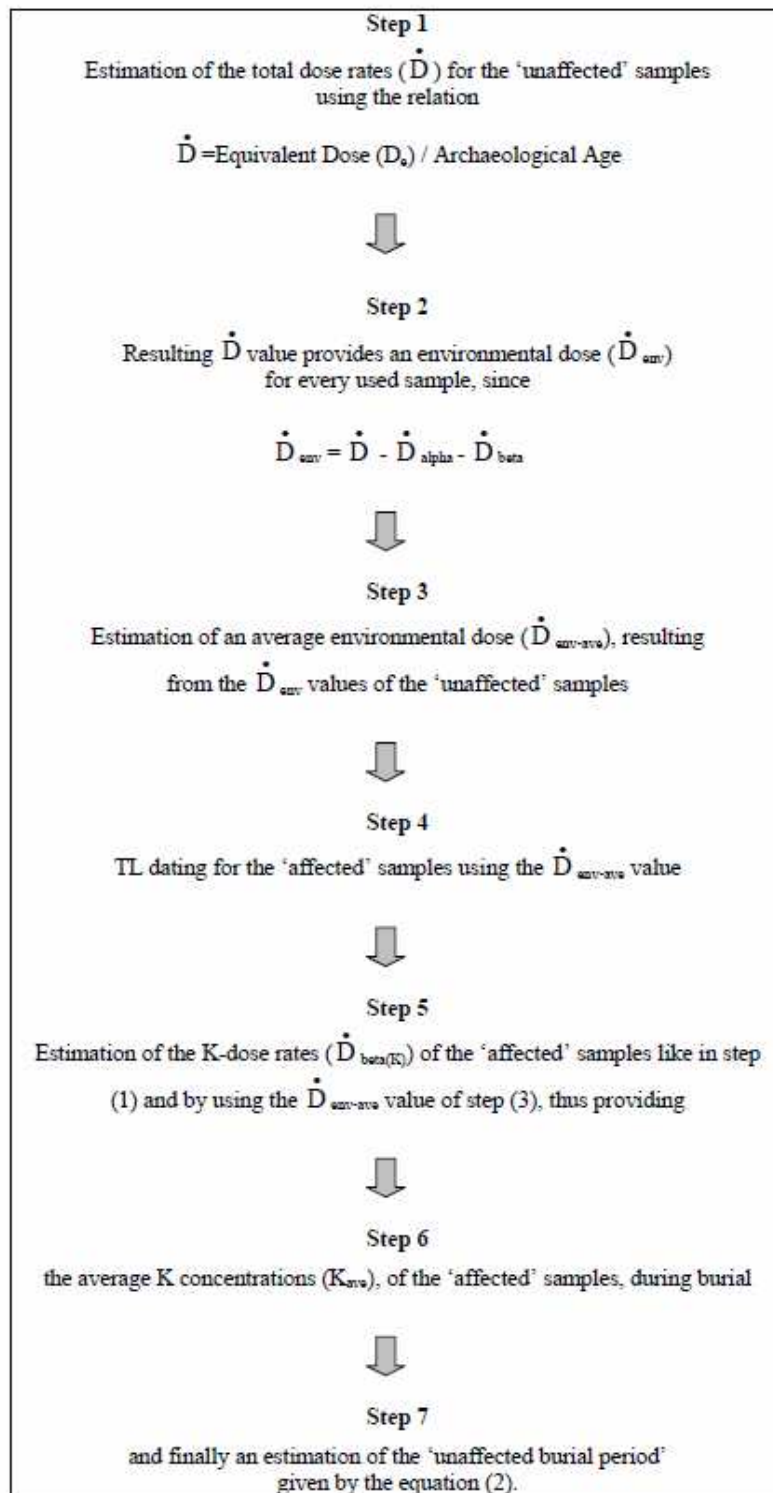 Step 1
Estimation of the total dose rates (Ḋ) for the ‘unaffected’ samples
using the relation
Ḋ =Equivalent Dose (Dₑ) / Archaeological Age
Step 2
Resulting Ḋ value provides an environmental dose (Ḋ env)
for every used sample, since
Ḋ env = Ḋ - Ḋ alpha - Ḋ beta
Step 3
Estimation of an average environmental dose (Ḋ env-ave), resulting
from the Ḋ env values of the ‘unaffected’ samples
Step 4
TL dating for the ‘affected’ samples using the Ḋ env-ave value
Step 5
Estimation of the K-dose rates (Ḋ beta(K)) of the ‘affected’ samples like in step
(1) and by using the Ḋ env-ave value of step (3), thus providing
Step 6
the average K concentrations (Kave), of the ‘affected’ samples, during burial
Step 7
and finally an estimation of the ‘unaffected burial period’
given by the equation (2).